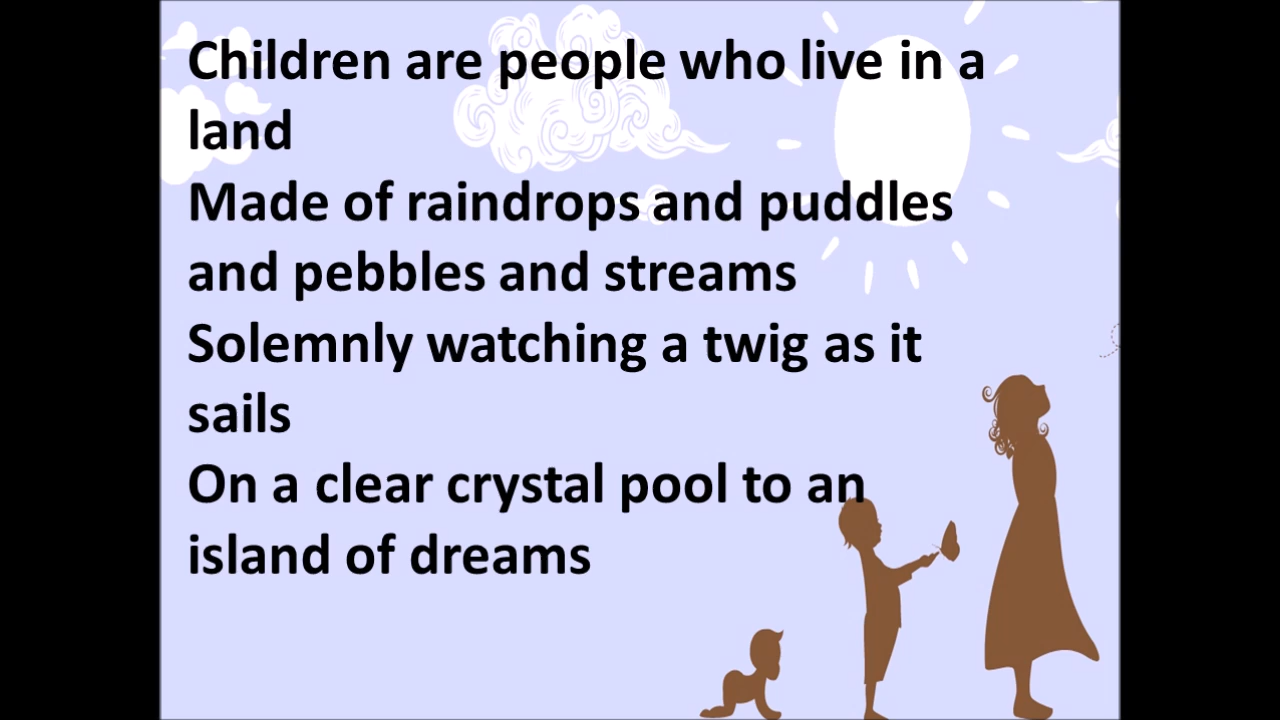 Children are people who live in a
land
Made of raindrops and puddles
and pebbles and streams
Solemnly watching a twig as it
sails
On a clear crystal pool to an
island of dreams